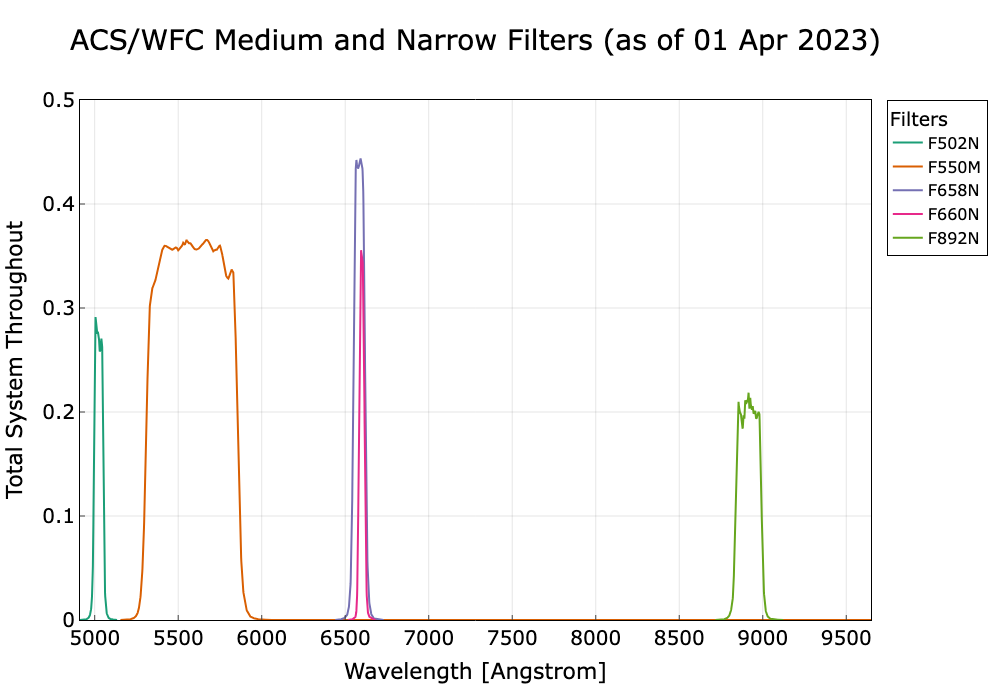 ACS/WFC Medium and Narrow Filters (as of 01 Apr 2023)
Filters
F502N
F550M
F658N
F660N
F892N
Total System Throughout
0.5
0.4
0.3
0.2
0.1
0
5000 5500 6000 6500 7000 7500 8000 8500 9000 9500
Wavelength [Angstrom]